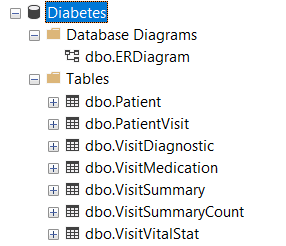 Diabetes
Database Diagrams
dbo.ERDiagram
Tables
dbo.Patient
dbo.PatientVisit
dbo.VisitDiagnostic
dbo.VisitMedication
dbo.VisitSummary
dbo.VisitSummaryCount
dbo.VisitVitalStat